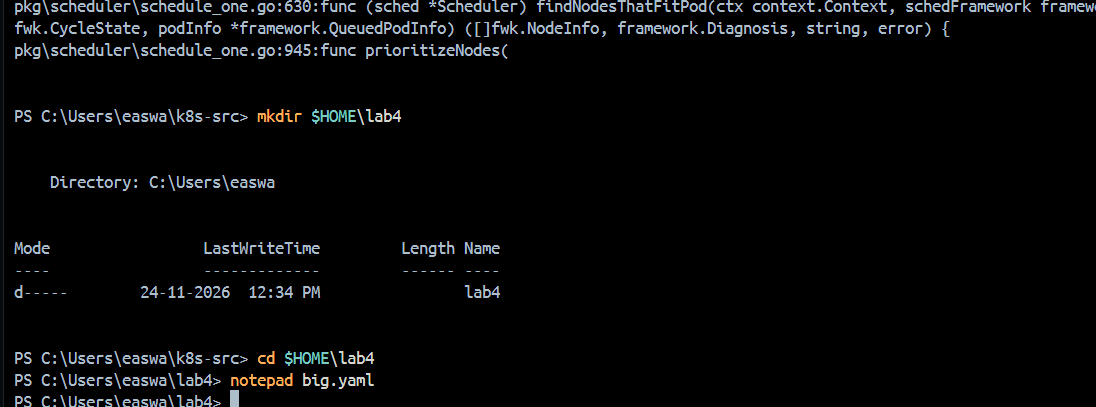 pkg\scheduler\schedule_one.go:630:func (sched *Scheduler) findNodesThatFitPod(ctx context.Context, schedFramework framew
fwk.CycleState, podInfo *framework.QueuedPodInfo) ([]fwk.NodeInfo, framework.Diagnosis, string, error) {
pkg\scheduler\schedule_one.go:945:func prioritizeNodes(
PS C:\Users\easwa\k8s-src> mkdir $HOME\lab4
Directory: C:\Users\easwa
Mode                 LastWriteTime         Length Name
----                 -------------         ------ ----
d-----        24-11-2026  12:34 PM                lab4
PS C:\Users\easwa\k8s-src> cd $HOME\lab4
PS C:\Users\easwa\lab4> notepad big.yaml
PS C:\Users\easwa\lab4>